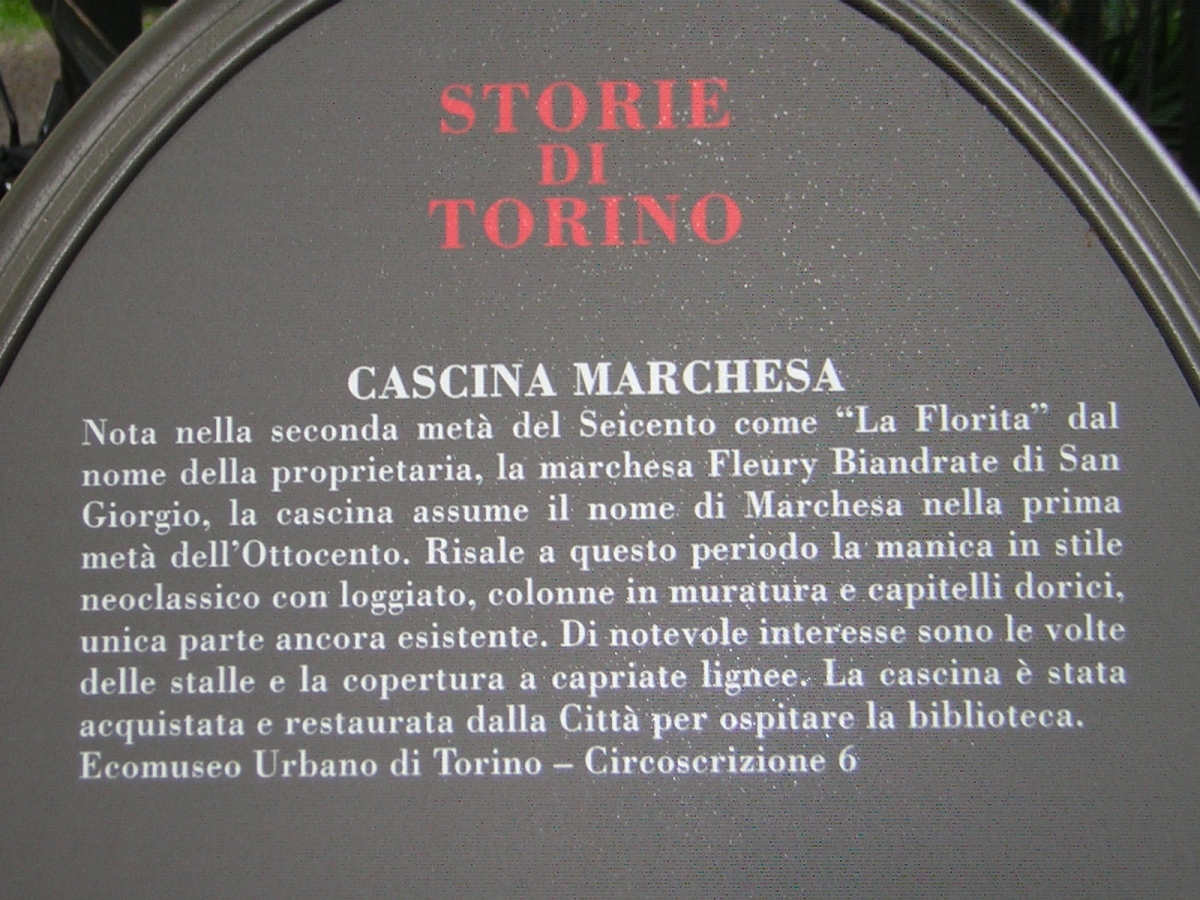 STORIE
DI
TORINO
CASCINA MARCHESA
Nota nella seconda metà del Seicento come “La Florita” dal
nome della proprietaria, la marchesa Fleury Biandrate di San
Giorgio, la cascina assume il nome di Marchesa nella prima
metà dell’Ottocento. Risale a questo periodo la manica in stile
neoclassico con loggiato, colonne in muratura e capitelli dorici,
unica parte ancora esistente. Di notevole interesse sono le volte
delle stalle e la copertura a capriate lignee. La cascina è stata
acquistata e restaurata dalla Città per ospitare la biblioteca.
Ecomuseo Urbano di Torino – Circoscrizione 6